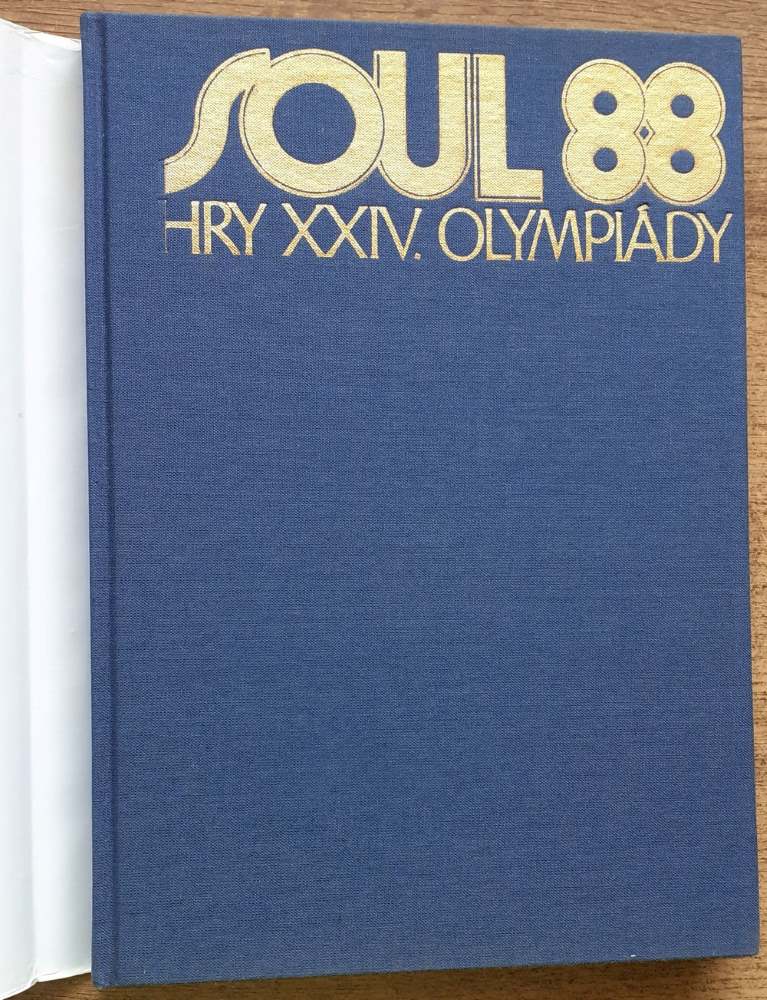 SOUL 88
HRY XXIV. OLYMPIÁDY